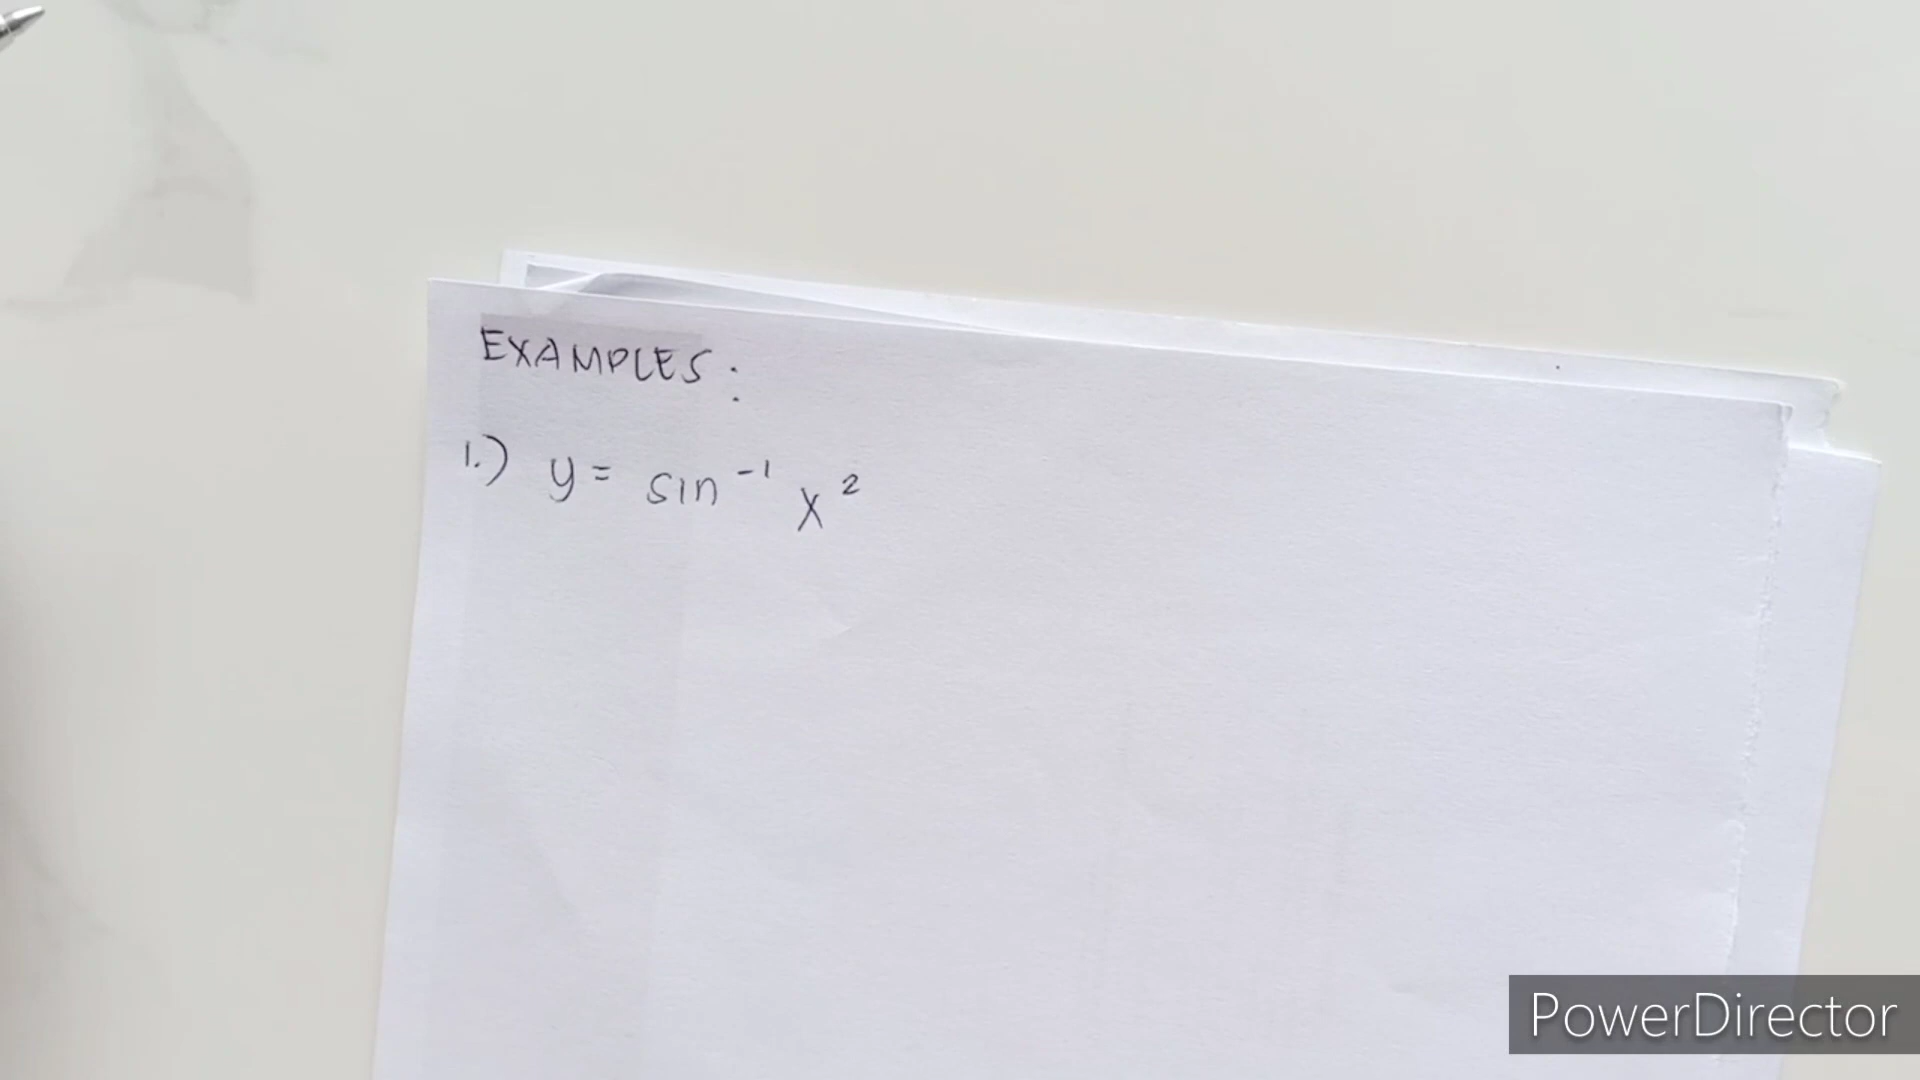 EXAMPLES:
1.) y = sin⁻¹ x²
PowerDirector